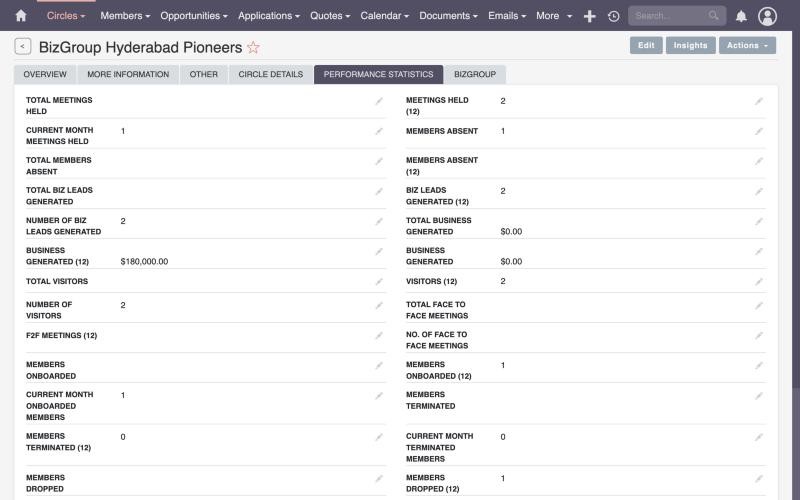 Circles Members Opportunities Applications Quotes Calendar Documents Emails More Search...
< BizGroup Hyderabad Pioneers
Edit Insights Actions
OVERVIEW MORE INFORMATION OTHER CIRCLE DETAILS PERFORMANCE STATISTICS BIZGROUP
TOTAL MEETINGS
HELD
MEETINGS HELD 2
(12)
CURRENT MONTH 1
MEETINGS HELD
MEMBERS ABSENT 1
TOTAL MEMBERS
ABSENT
MEMBERS ABSENT
(12)
TOTAL BIZ LEADS
GENERATED
BIZ LEADS 2
GENERATED (12)
NUMBER OF BIZ 2
LEADS GENERATED
TOTAL BUSINESS
GENERATED $0.00
BUSINESS
GENERATED (12) $180,000.00
BUSINESS
GENERATED $0.00
TOTAL VISITORS
VISITORS (12) 2
NUMBER OF 2
VISITORS
TOTAL FACE TO
FACE MEETINGS
F2F MEETINGS (12)
NO. OF FACE TO
FACE MEETINGS
MEMBERS
ONBOARDED
MEMBERS 1
ONBOARDED (12)
CURRENT MONTH 1
ONBOARDED
MEMBERS
MEMBERS
TERMINATED
MEMBERS 0
TERMINATED (12)
CURRENT MONTH 0
TERMINATED
MEMBERS
MEMBERS
DROPPED
MEMBERS 1
DROPPED (12)